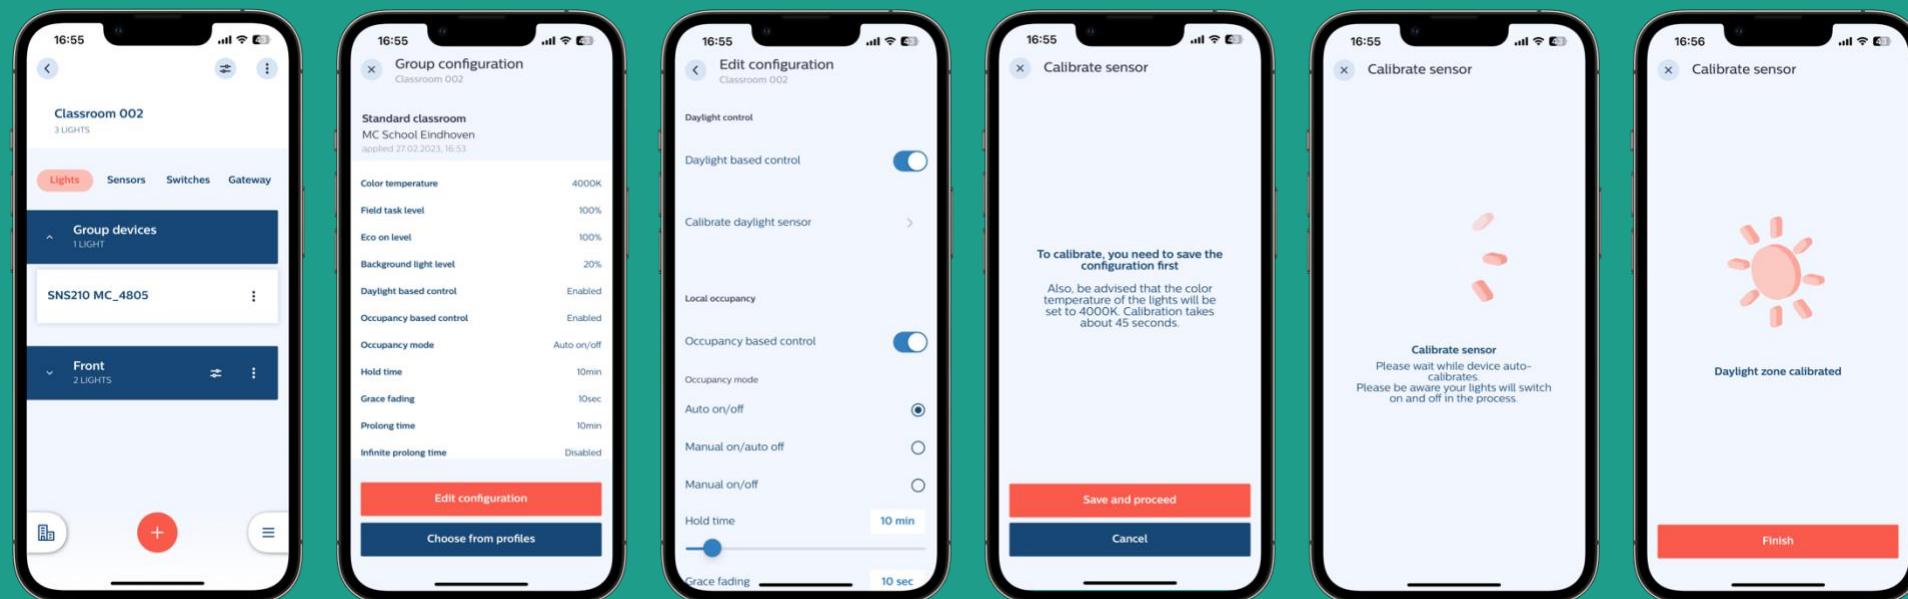 16:55
Classroom 002
3 LIGHTS
Lights Sensors Switches Gateway
Group devices
1 LIGHT
SNS210 MC_4805
Front
2 LIGHTS
16:55
Group configuration
Classroom 002
Standard classroom
MC School Eindhoven
applied 27.02.2023, 16:53
Color temperature 4000K
Field task level 100%
Eco on level 100%
Background light level 20%
Daylight based control Enabled
Occupancy based control Enabled
Occupancy mode Auto on/off
Hold time 10min
Grace fading 10sec
Prolong time 10min
Infinite prolong time Disabled
Edit configuration
Choose from profiles
16:55
Edit configuration
Classroom 002
Daylight control
Daylight based control
Calibrate daylight sensor
Local occupancy
Occupancy based control
Occupancy mode
Auto on/off
Manual on/auto off
Manual on/off
Hold time 10 min
Grace fading 10 sec
16:55
Calibrate sensor
To calibrate, you need to save the
configuration first
Also, be advised that the color
temperature of the lights will be
set to 4000K. Calibration takes
about 45 seconds.
Save and proceed
Cancel
16:55
Calibrate sensor
Calibrate sensor
Please wait while device auto-
calibrates.
Please be aware your lights will switch
on and off in the process.
16:56
Calibrate sensor
Daylight zone calibrated
Finish